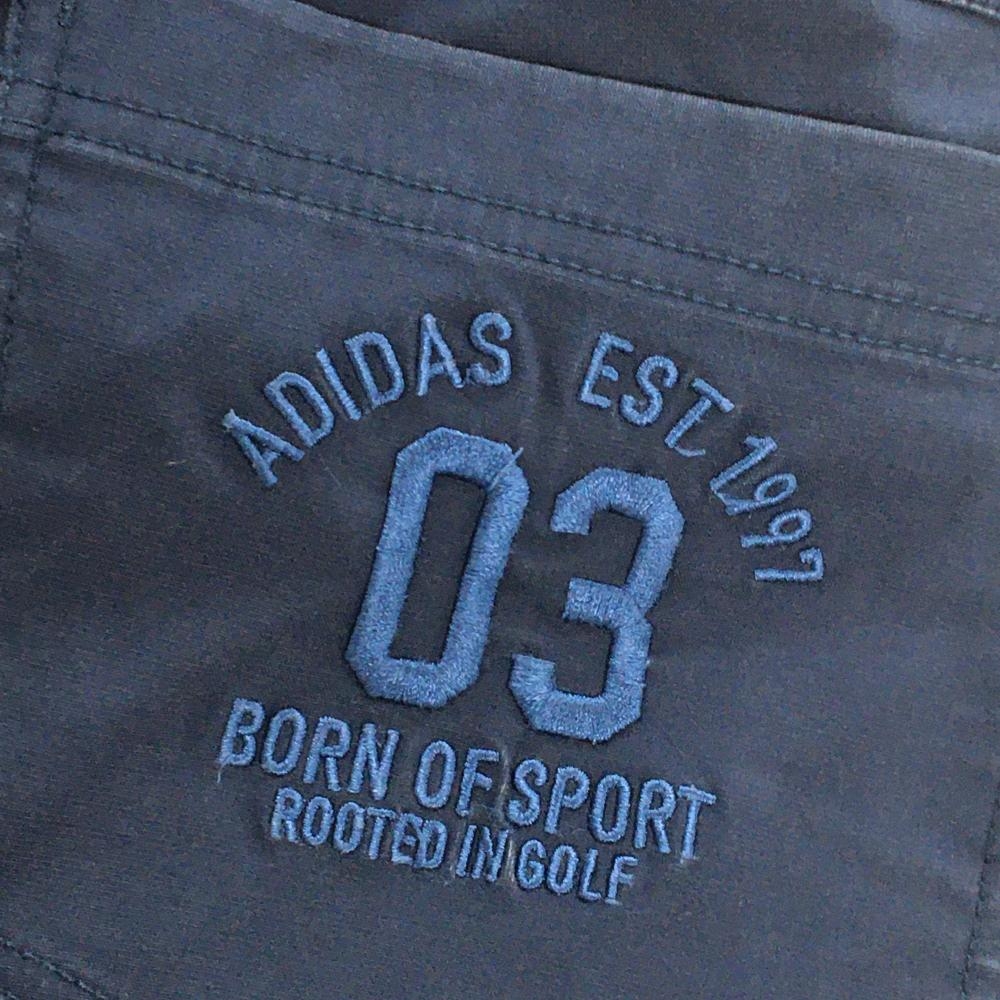 ADIDAS EST 1997
03
BORN OF SPORT
ROOTED IN GOLF